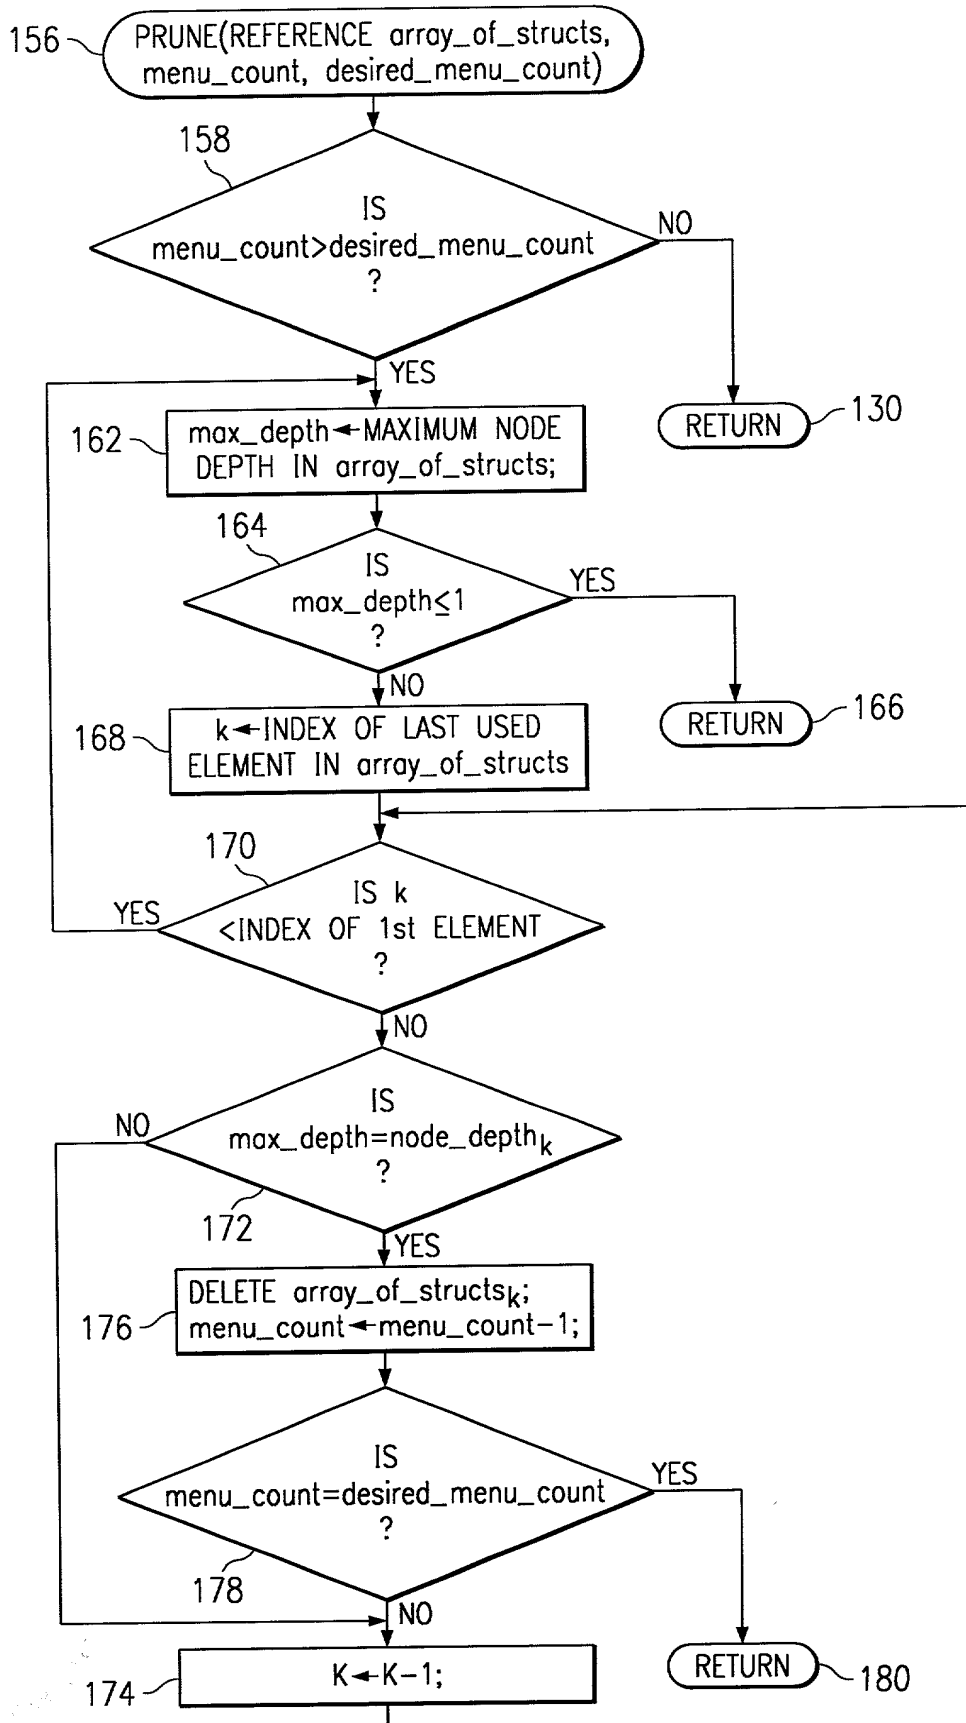 156
PRUNE(REFERENCE array_of_structs,
menu_count, desired_menu_count)
158
IS
menu_count>desired_menu_count
?
NO
YES
RETURN
130
162
max_depth←MAXIMUM NODE
DEPTH IN array_of_structs;
164
IS
max_depth≤1
?
YES
NO
RETURN
166
168
k←INDEX OF LAST USED
ELEMENT IN array_of_structs
170
IS k
<INDEX OF 1st ELEMENT
?
YES
NO
IS
max_depth=node_depthk
?
NO
172
YES
176
DELETE array_of_structsk;
menu_count←menu_count-1;
IS
menu_count=desired_menu_count
?
YES
178
NO
174
K←K-1;
RETURN
180